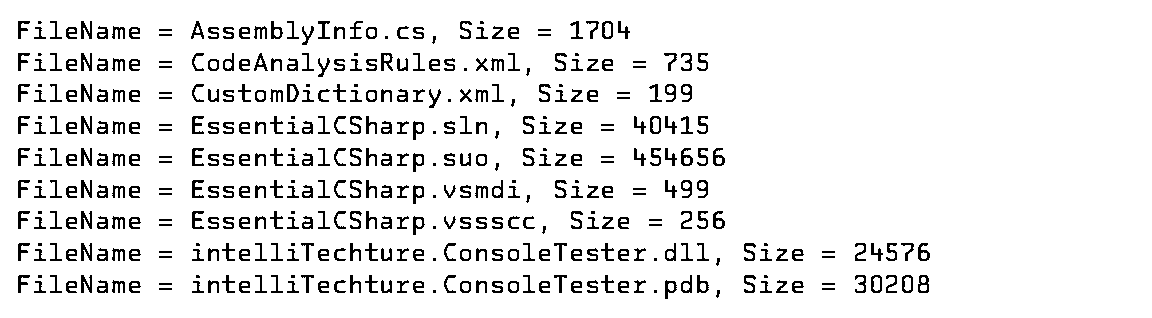 FileName = AssemblyInfo.cs, Size = 1704
FileName = CodeAnalysisRules.xml, Size = 735
FileName = CustomDictionary.xml, Size = 199
FileName = EssentialCSharp.sln, Size = 40415
FileName = EssentialCSharp.suo, Size = 454656
FileName = EssentialCSharp.vsmdi, Size = 499
FileName = EssentialCSharp.vssscc, Size = 256
FileName = intelliTechture.ConsoleTester.dll, Size = 24576
FileName = intelliTechture.ConsoleTester.pdb, Size = 30208